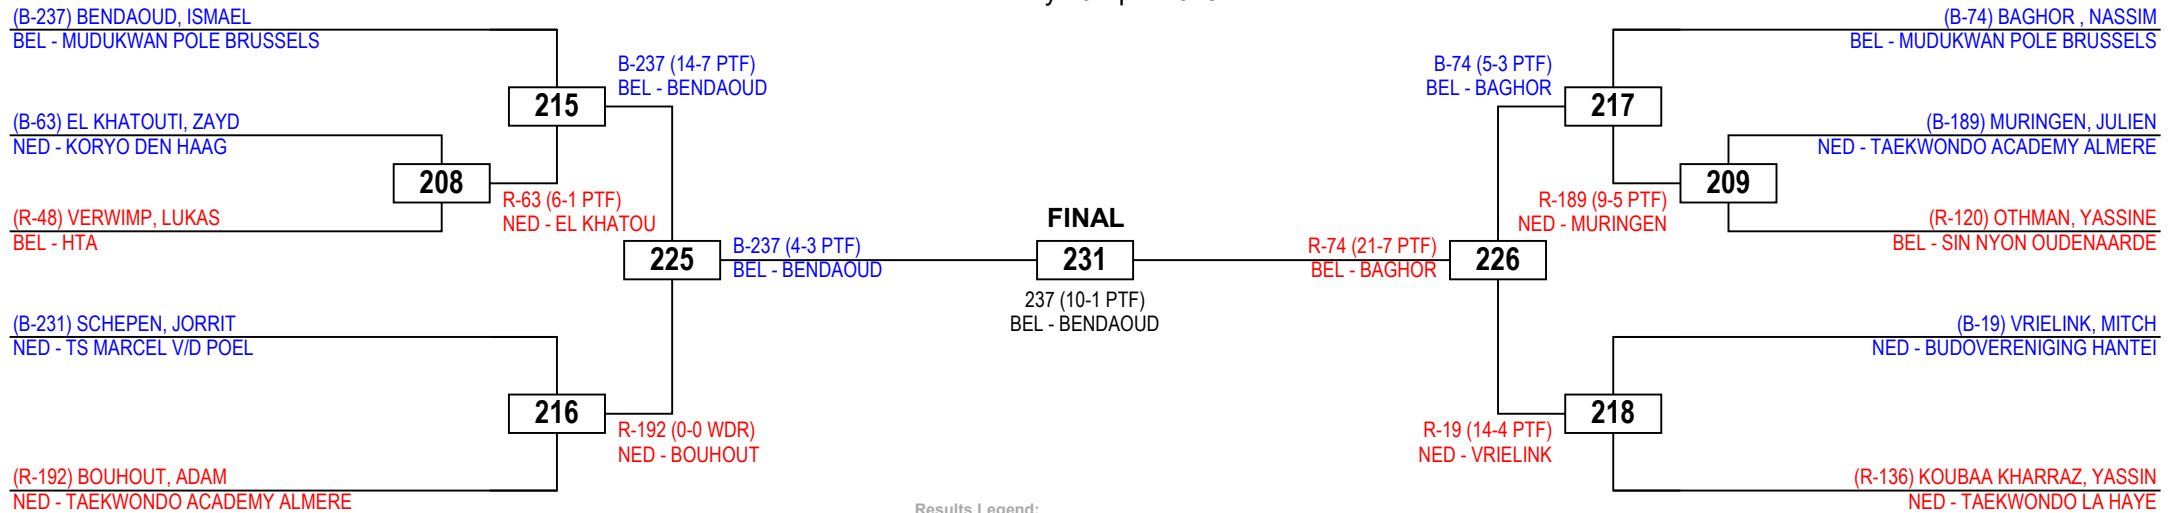 (B-237) BENDAOUD, ISMAEL
BEL - MUDUKWAN POLE BRUSSELS
(B-63) EL KHATOUTI, ZAYD
NED - KORYO DEN HAAG
(R-48) VERWIMP, LUKAS
BEL - HTA
(B-231) SCHEPEN, JORRIT
NED - TS MARCEL V/D POEL
(R-192) BOUHOUT, ADAM
NED - TAEKWONDO ACADEMY ALMERE
208
R-63 (6-1 PTF)
NED - EL KHATOU
215
B-237 (14-7 PTF)
BEL - BENDAOUD
216
R-192 (0-0 WDR)
NED - BOUHOUT
225
B-237 (4-3 PTF)
BEL - BENDAOUD
FINAL
231
237 (10-1 PTF)
BEL - BENDAOUD
R-74 (21-7 PTF)
BEL - BAGHOR
226
B-74 (5-3 PTF)
BEL - BAGHOR
217
R-189 (9-5 PTF)
NED - MURINGEN
209
R-19 (14-4 PTF)
NED - VRIELINK
218
(B-74) BAGHOR , NASSIM
BEL - MUDUKWAN POLE BRUSSELS
(B-189) MURINGEN, JULIEN
NED - TAEKWONDO ACADEMY ALMERE
(R-120) OTHMAN, YASSINE
BEL - SIN NYON OUDENAARDE
(B-19) VRIELINK, MITCH
NED - BUDOVERENIGING HANTEI
(R-136) KOUBAA KHARRAZ, YASSIN
NED - TAEKWONDO LA HAYE
Results Legend: